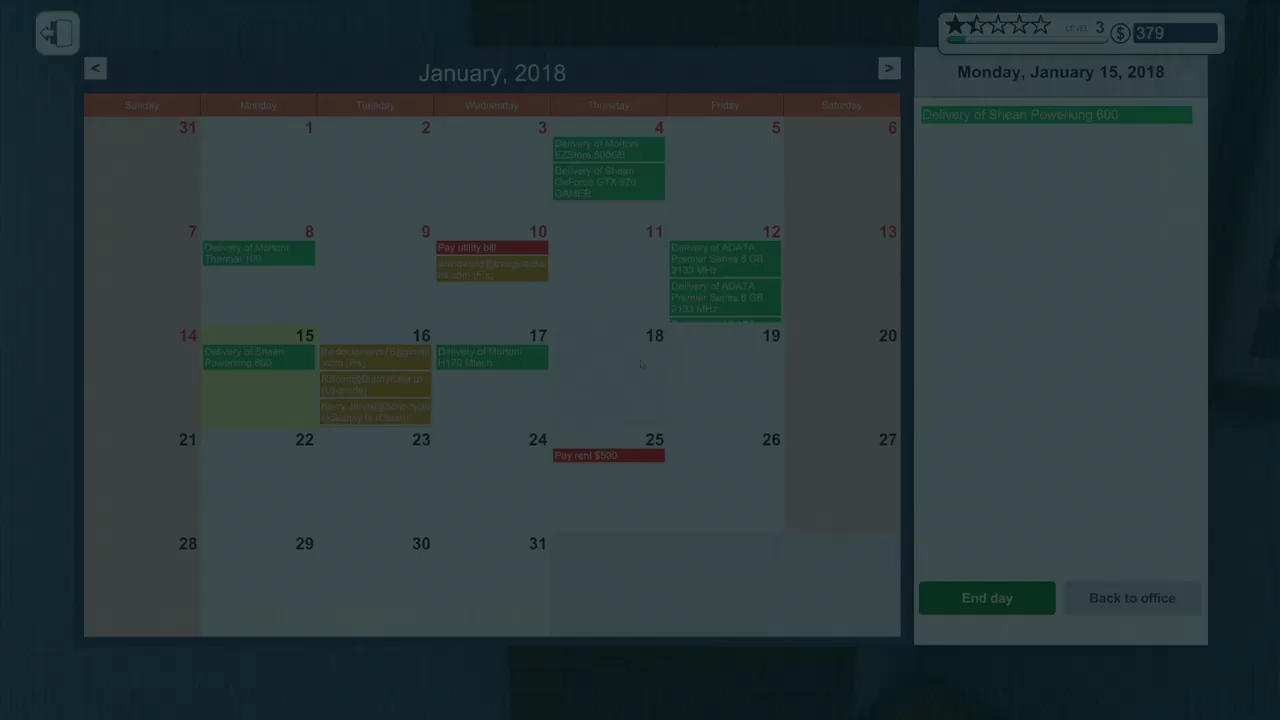 LEVEL 3 $ 379
< January, 2018 >
Monday, January 15, 2018
Sunday Monday Tuesday Wednesday Thursday Friday Saturday
Delivery of Shean Powerking 600
31 1 2 3 4 5 6
Delivery of Mortoni
EZStore 500GB
Delivery of Shean
GeForce GTX 970
GAMER
7 8 9 10 11 12 13
Delivery of Mortoni
Thermal 100
Pay utility bill
Delivery of ADATA
Premier Series 8 GB
2133 MHz
Delivery of ADATA
Premier Series 8 GB
2133 MHz
14 15 16 17 18 19 20
Delivery of Shean
Powerking 600
(Upgrade)
Delivery of Mortoni
H170 Mtech
21 22 23 24 25 26 27
Pay rent $500
28 29 30 31
End day
Back to office